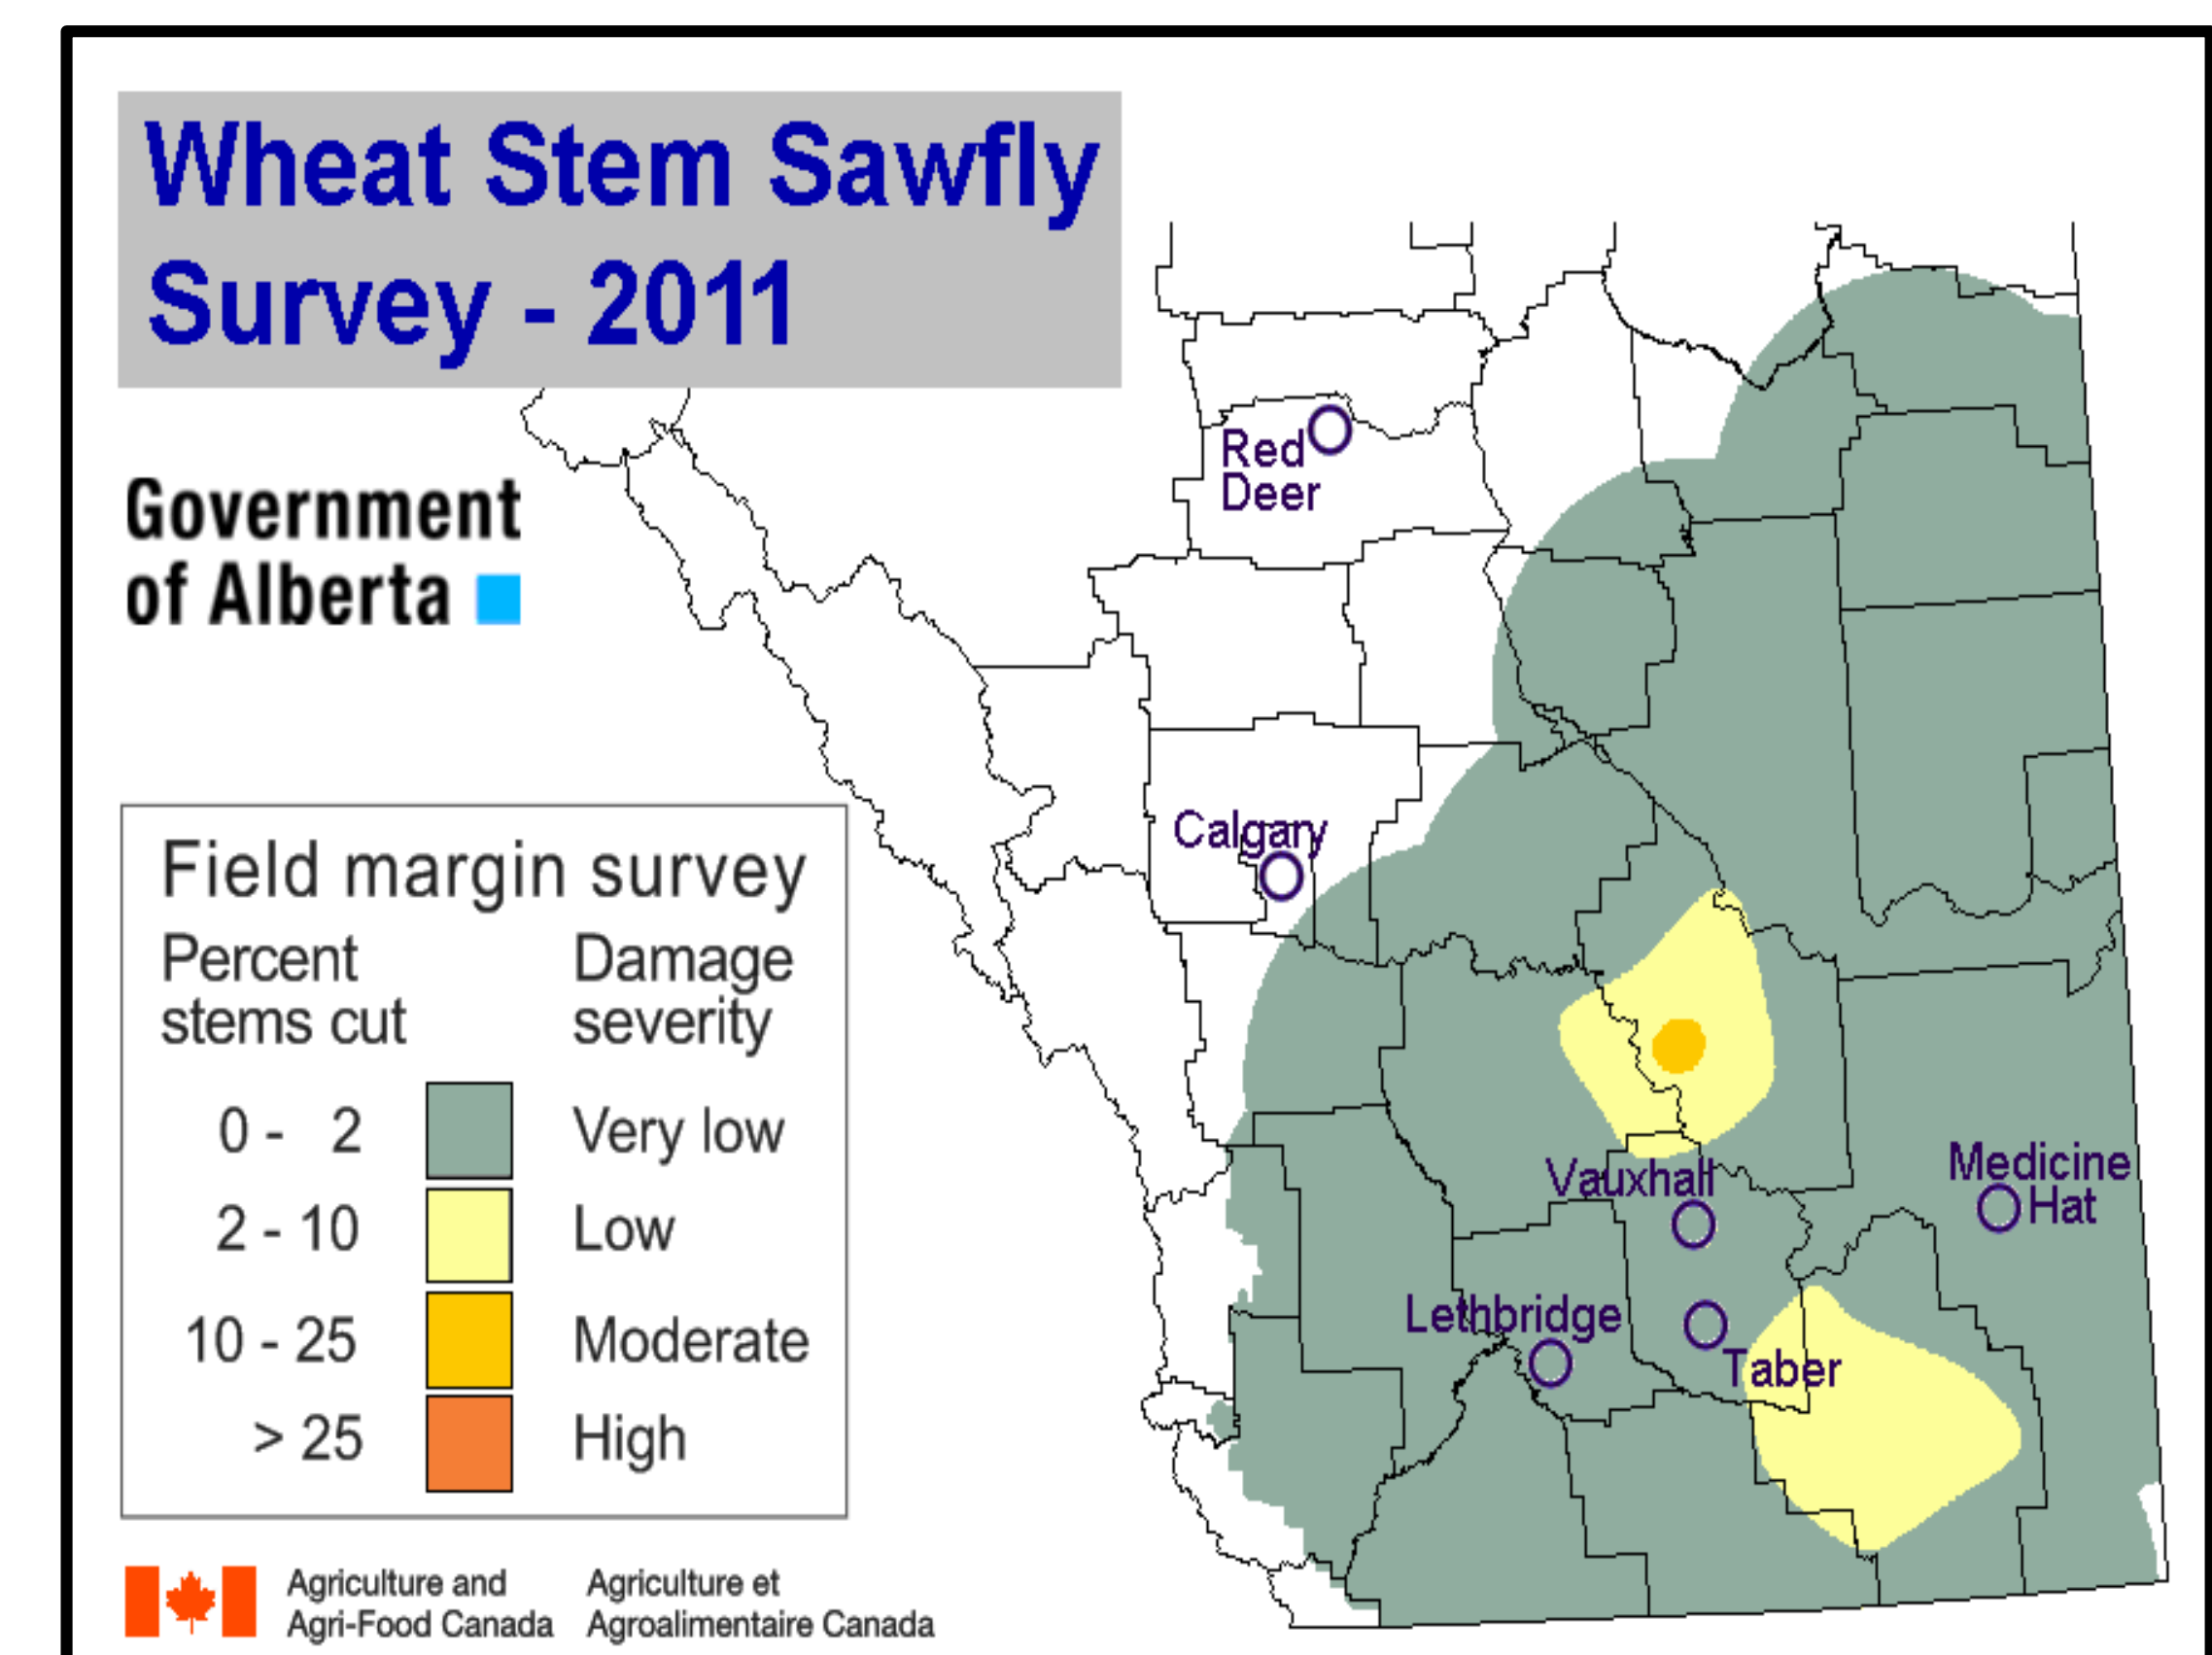 Wheat Stem Sawfly
Survey - 2011
Government
of Alberta
Field margin survey
Percent
stems cut
Damage
severity
0 - 2 Very low
2 - 10 Low
10 - 25 Moderate
> 25 High
Agriculture and
Agri-Food Canada
Agriculture et
Agroalimentaire Canada
Red
Deer
Calgary
Vauxhall
Medicine
Hat
Lethbridge
Taber